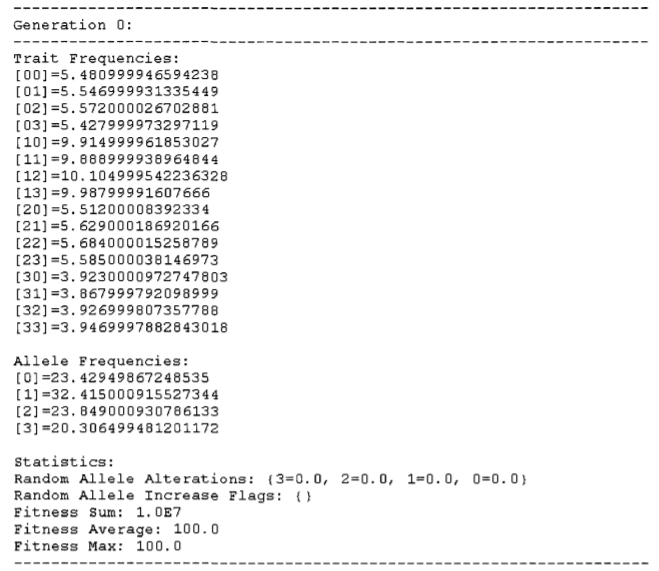 Generation 0:
Trait Frequencies:
[00]=5.480999946594238
[01]=5.546999931335449
[02]=5.572000026702881
[03]=5.427999973297119
[10]=9.914999961853027
[11]=9.888999938964844
[12]=10.104999542236328
[13]=9.98799991607666
[20]=5.51200008392334
[21]=5.629000186920166
[22]=5.684000015258789
[23]=5.585000038146973
[30]=3.9230000972747803
[31]=3.867999792098999
[32]=3.926999807357788
[33]=3.9469997882843018
Allele Frequencies:
[0]=23.42949867248535
[1]=32.415000915527344
[2]=23.849000930786133
[3]=20.306499481201172
Statistics:
Random Allele Alterations: {3=0.0, 2=0.0, 1=0.0, 0=0.0}
Random Allele Increase Flags: {}
Fitness Sum: 1.0E7
Fitness Average: 100.0
Fitness Max: 100.0